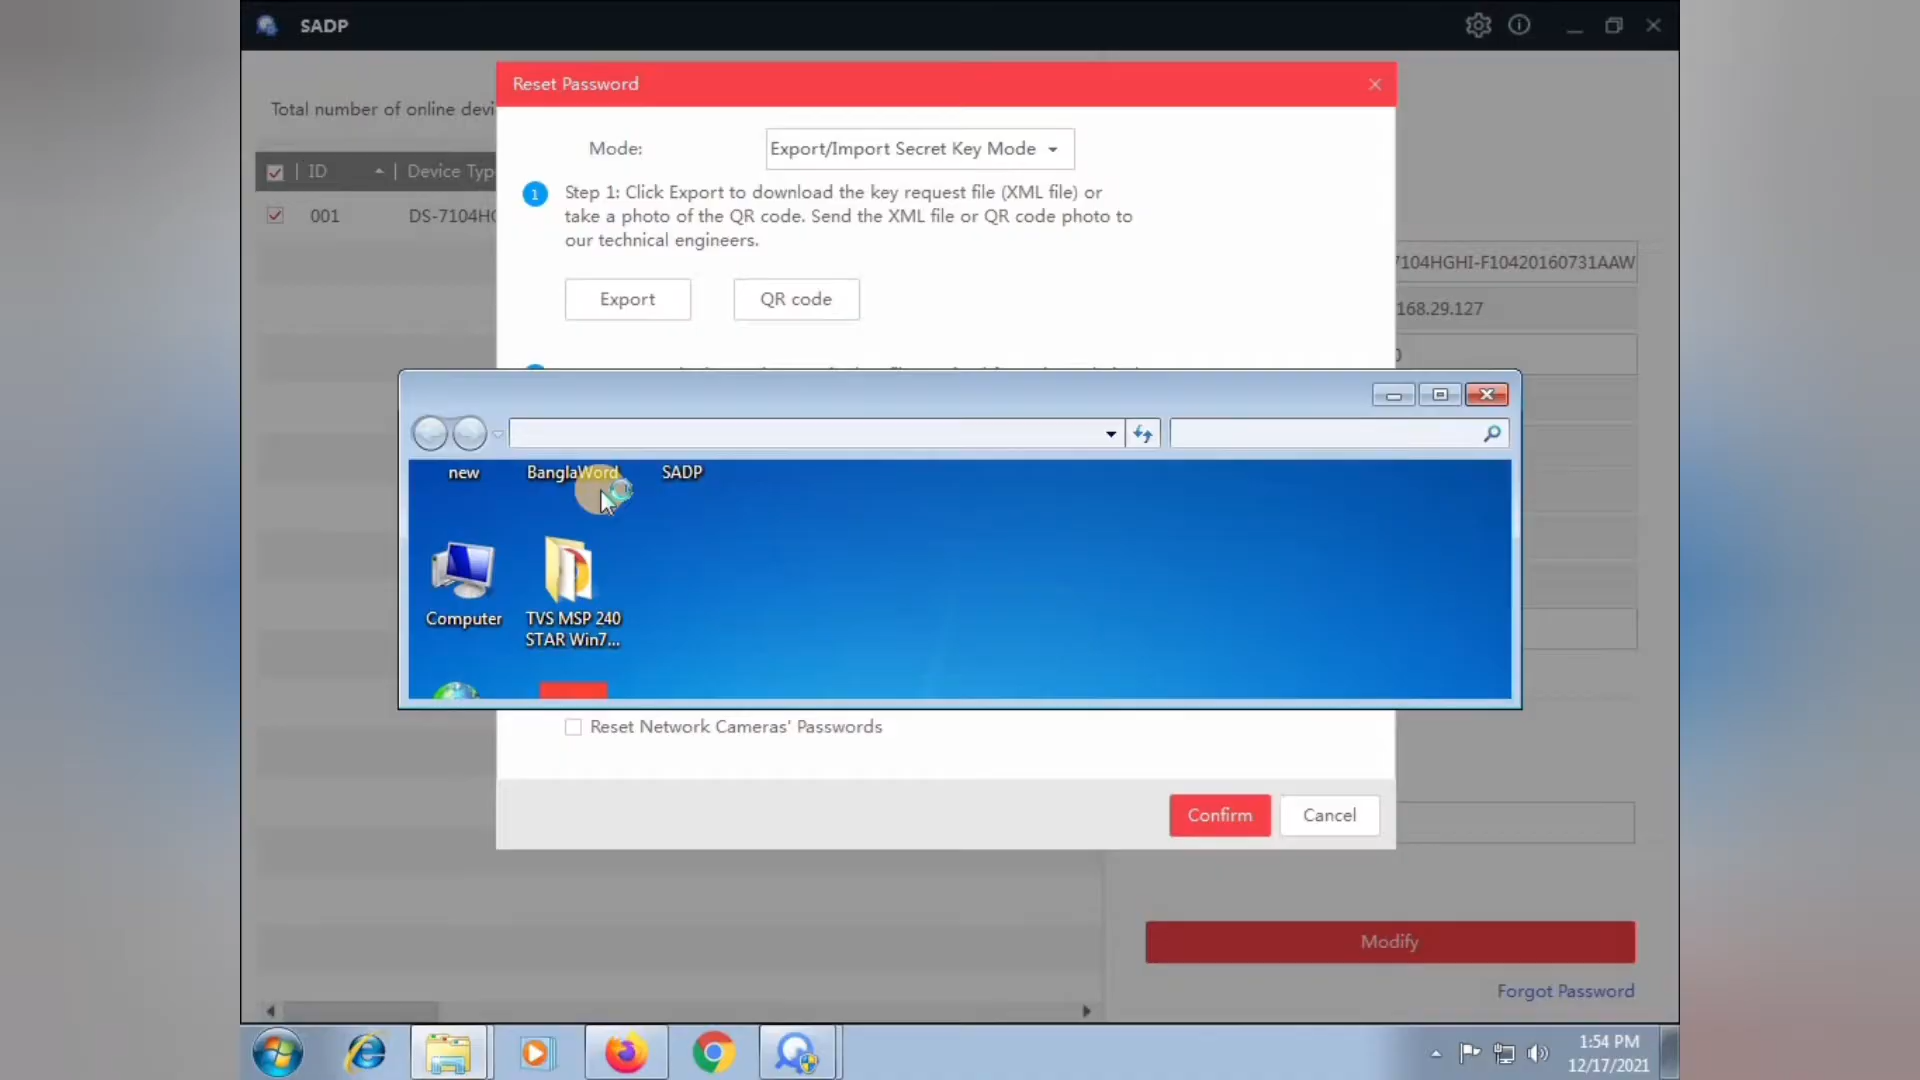 SADP
Total number of online devi
ID
Device Typ
001
DS-7104HG
Reset Password
Mode:
Export/Import Secret Key Mode
1
Step 1: Click Export to download the key request file (XML file) or
take a photo of the QR code. Send the XML file or QR code photo to
our technical engineers.
Export
QR code
7104HGHI-F10420160731AAW
168.29.127
new
BanglaWord
SADP
Computer
TVS MSP 240
STAR Win7...
Reset Network Cameras' Passwords
Confirm
Cancel
Modify
Forgot Password
1:54 PM
12/17/2021